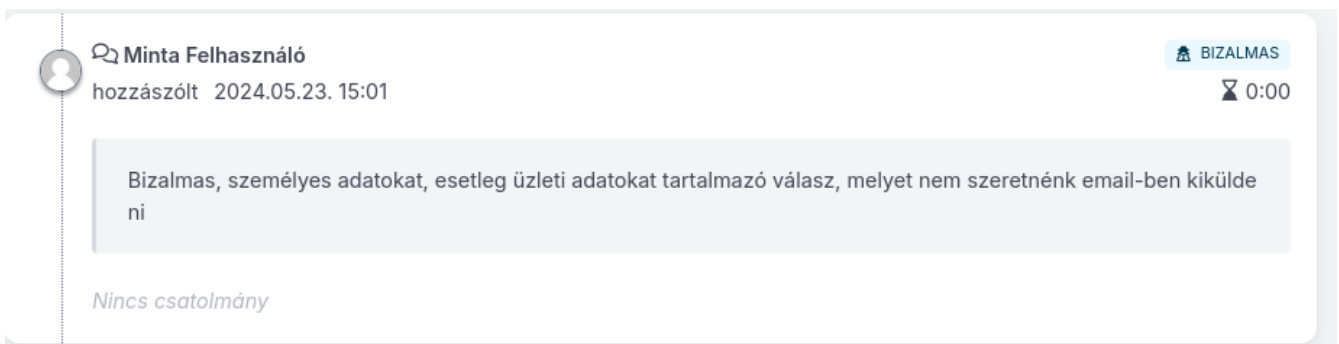 Minta Felhasználó
BIZALMAS
hozzászólt 2024.05.23. 15:01
0:00
Bizalmas, személyes adatokat, esetleg üzleti adatokat tartalmazó válasz, melyet nem szeretnénk email-ben kikülde
ni
Nincs csatolmány